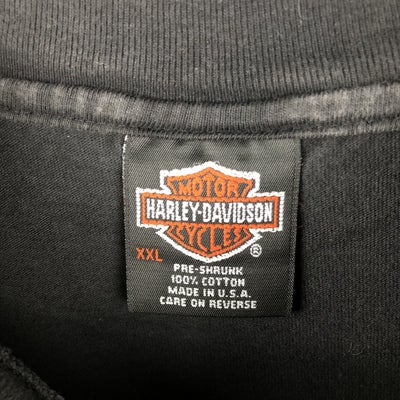 MOTOR
HARLEY-DAVIDSON
CYCLES
®
XXL
PRE-SHRUNK
100% COTTON
MADE IN U.S.A.
CARE ON REVERSE